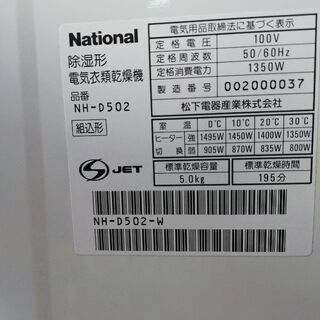 National
除湿形
電気衣類乾燥機
品番
NH-D502
組込形
電気用品取締法に基づく表示
定格電圧 100V
定格周波数 50/60Hz
定格消費電力 1350W
製造番号 002000037
松下電器産業株式会社
室温 0℃ 10℃ 20℃ 30℃
ヒーター 強 1495W 1450W 1400W 1350W
切換 弱 905W 870W 835W 800W
S JET
標準乾燥容量 標準乾燥時間
5.0kg 195分
NH-D502-W